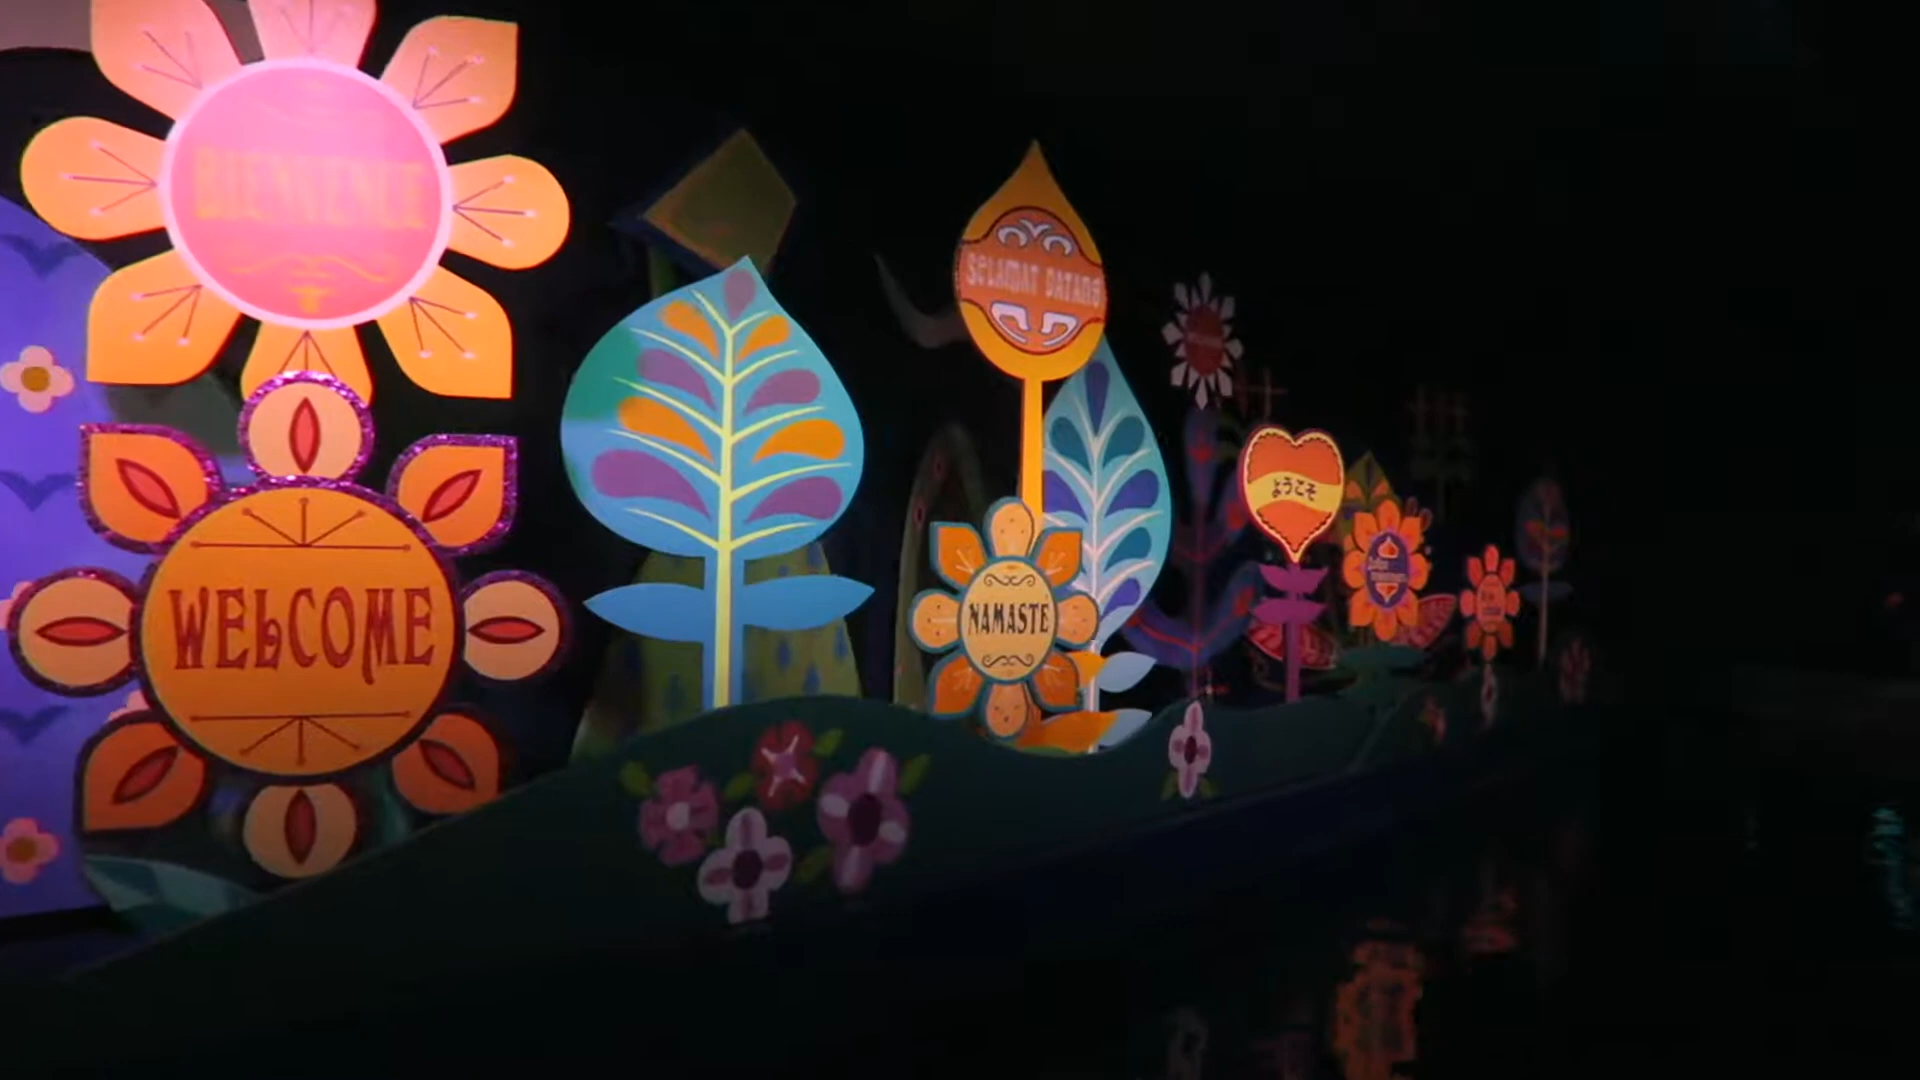 BIENVENUE
WELCOME
SELAMAT DATANG
NAMASTE
ようこそ